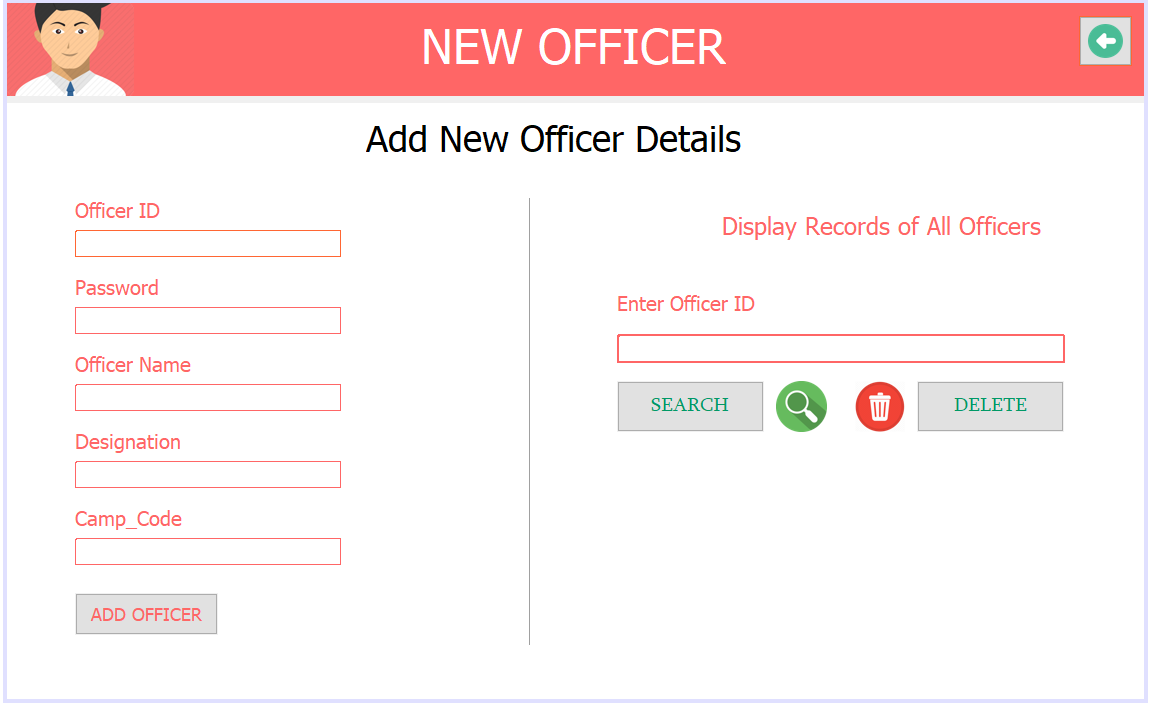 NEW OFFICER
Add New Officer Details
Officer ID
Password
Officer Name
Designation
Camp_Code
ADD OFFICER
Display Records of All Officers
Enter Officer ID
SEARCH
DELETE